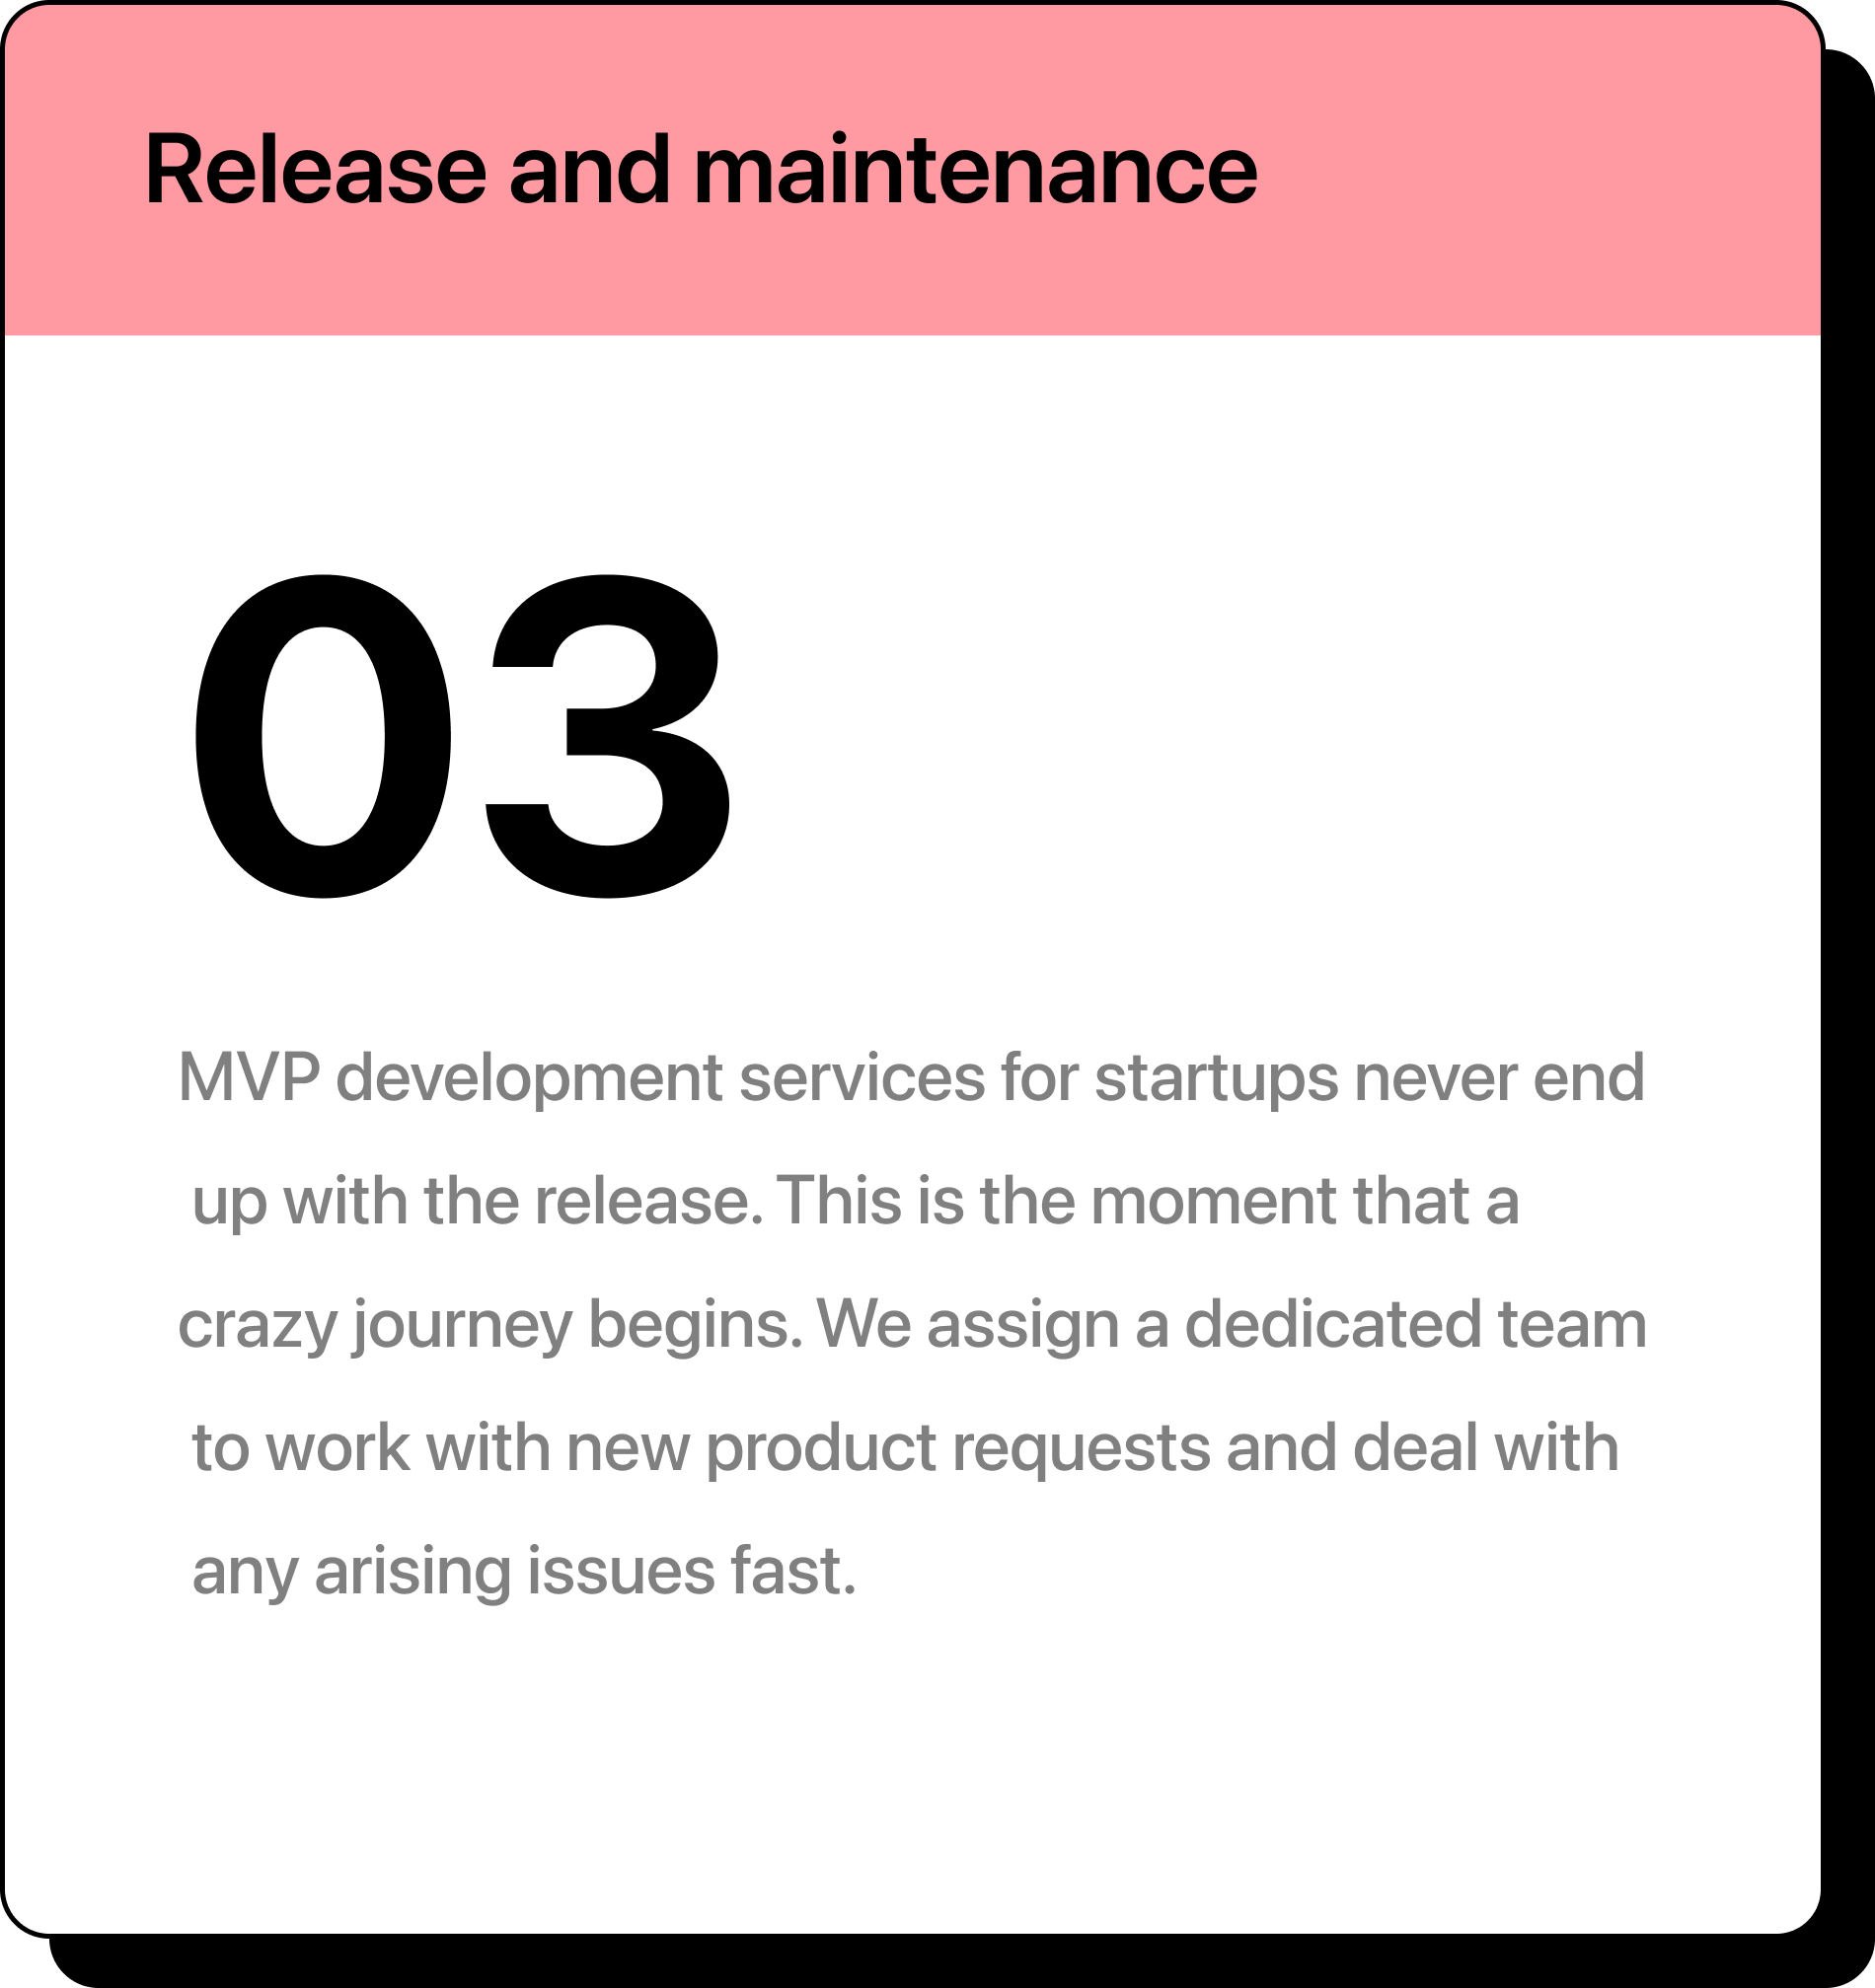 Release and maintenance
03
MVP development services for startups never end
up with the release. This is the moment that a
crazy journey begins. We assign a dedicated team
to work with new product requests and deal with
any arising issues fast.